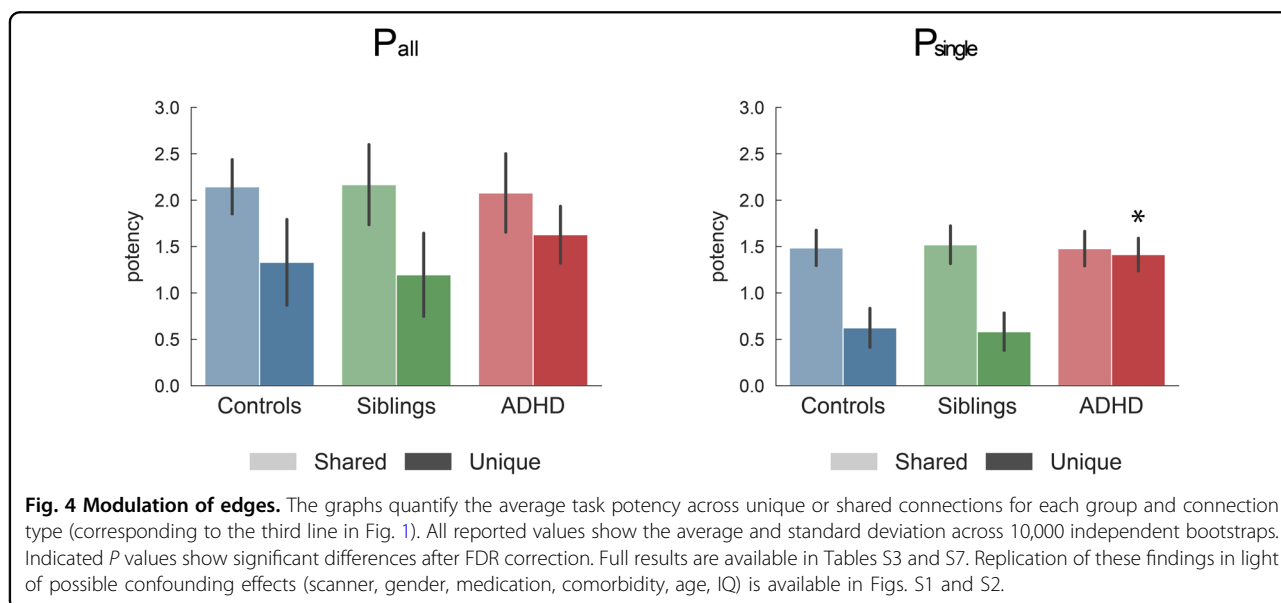 Pall
Psingle
3.0
2.5
2.0
1.5
1.0
0.5
0.0
potency
Controls
Siblings
ADHD
Shared
Unique
3.0
2.5
2.0
1.5
1.0
0.5
0.0
potency
*
Controls
Siblings
ADHD
Shared
Unique
Fig. 4 Modulation of edges. The graphs quantify the average task potency across unique or shared connections for each group and connection
type (corresponding to the third line in Fig. 1). All reported values show the average and standard deviation across 10,000 independent bootstraps.
Indicated P values show significant differences after FDR correction. Full results are available in Tables S3 and S7. Replication of these findings in light
of possible confounding effects (scanner, gender, medication, comorbidity, age, IQ) is available in Figs. S1 and S2.